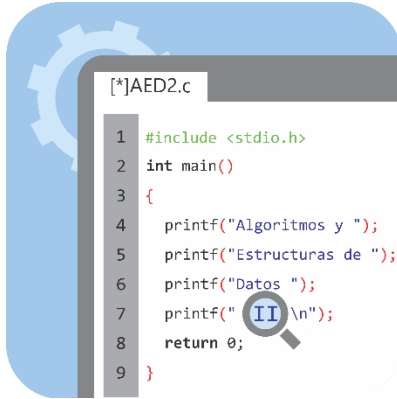 [*]AED2.c
1 #include <stdio.h>
2 int main()
3 {
4 printf("Algoritmos y ");
5 printf("Estructuras de ");
6 printf("Datos ");
7 printf(" II \n");
8 return 0;
9 }